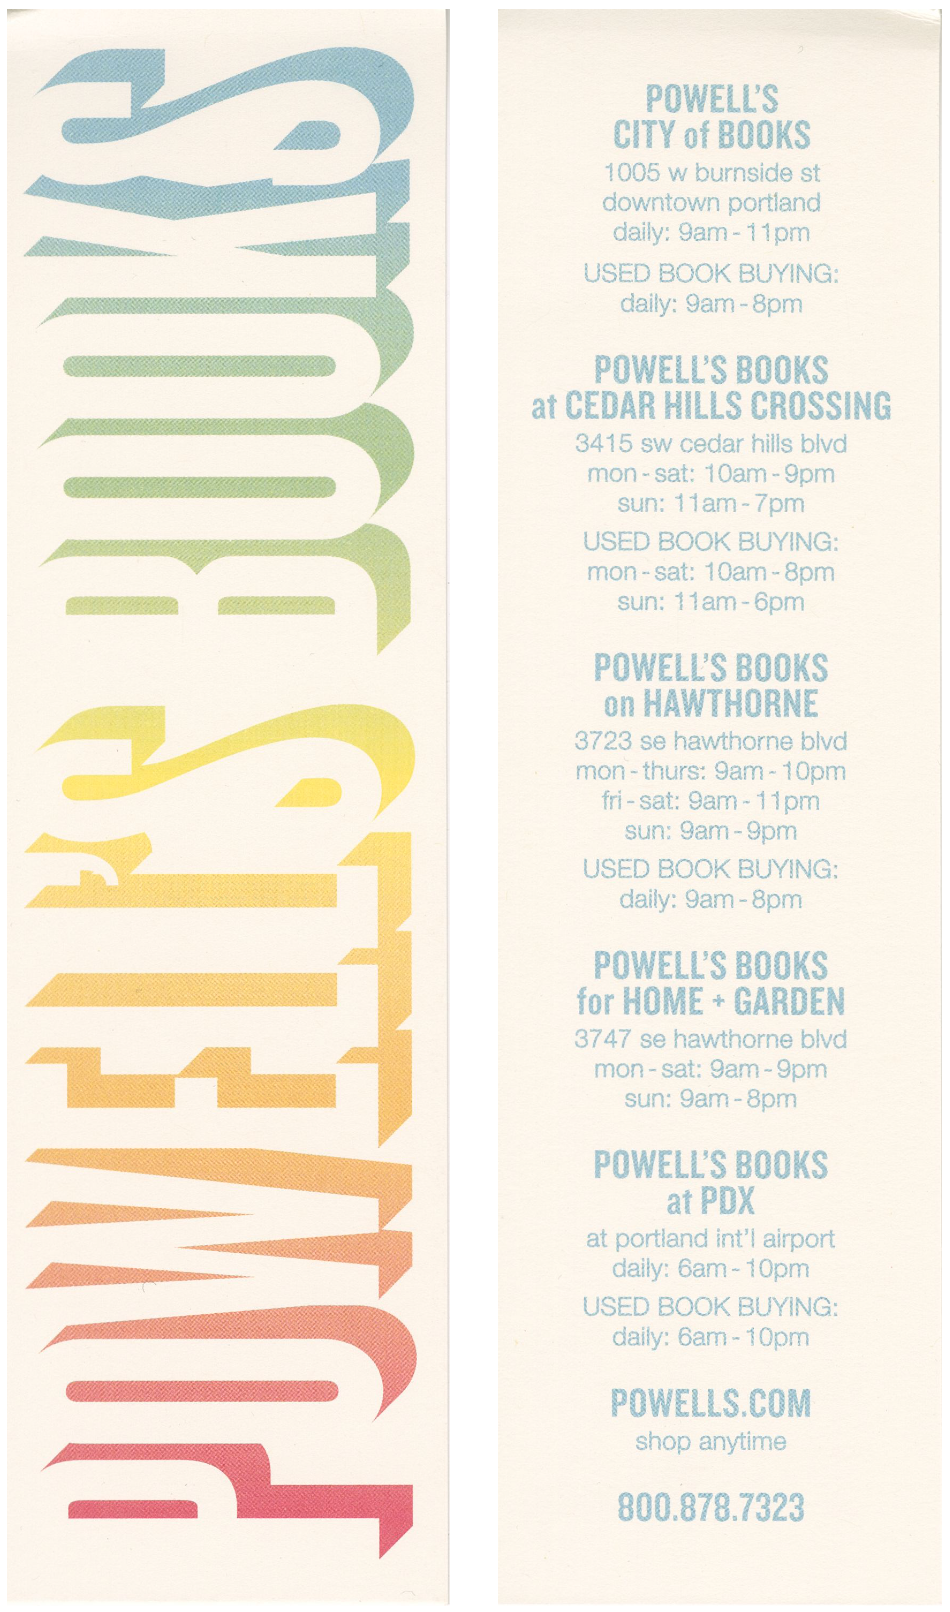 POWELL'S BOOKS
POWELL'S
CITY of BOOKS
1005 w burnside st
downtown portland
daily: 9am - 11pm
USED BOOK BUYING:
daily: 9am - 8pm
POWELL'S BOOKS
at CEDAR HILLS CROSSING
3415 sw cedar hills blvd
mon - sat: 10am - 9pm
sun: 11am - 7pm
USED BOOK BUYING:
mon - sat: 10am - 8pm
sun: 11am - 6pm
POWELL'S BOOKS
on HAWTHORNE
3723 se hawthorne blvd
mon - thurs: 9am - 10pm
fri - sat: 9am - 11pm
sun: 9am - 9pm
USED BOOK BUYING:
daily: 9am - 8pm
POWELL'S BOOKS
for HOME + GARDEN
3747 se hawthorne blvd
mon - sat: 9am - 9pm
sun: 9am - 8pm
POWELL'S BOOKS
at PDX
at portland int'l airport
daily: 6am - 10pm
USED BOOK BUYING:
daily: 6am - 10pm
POWELLS.COM
shop anytime
800.878.7323